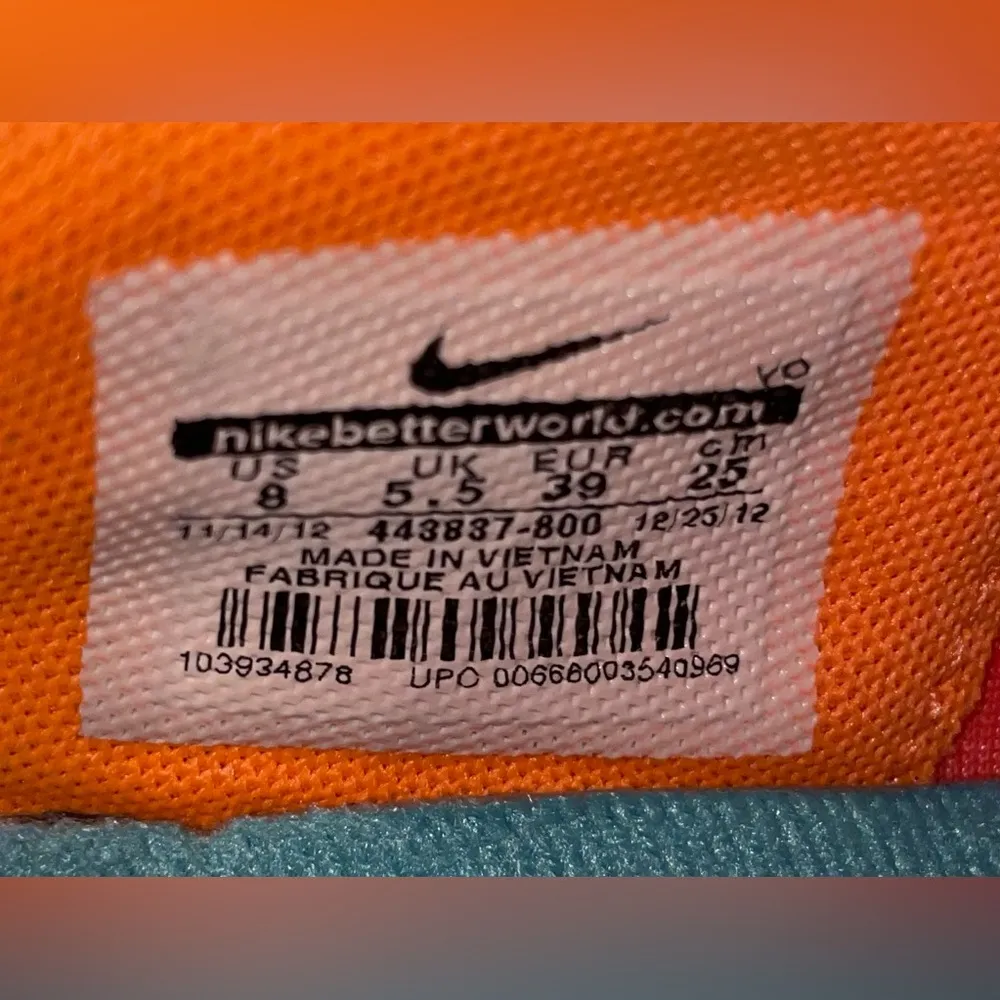 KO
nikebetterworld.com
US UK EUR cm
8 5.5 39 25
11/14/12 443837-800 12/25/12
MADE IN VIETNAM
FABRIQUE AU VIETNAM
103934878 UPC 00666003540969